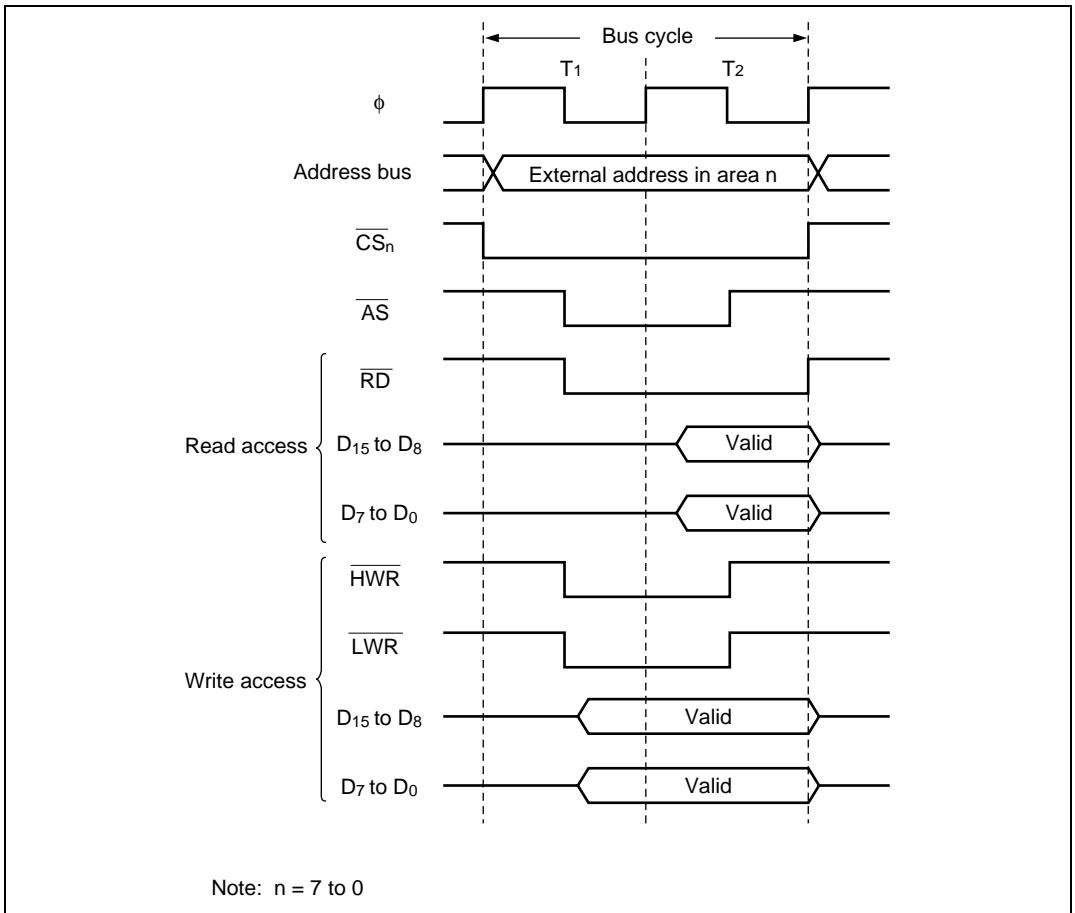 Bus cycle
T1 T2
ϕ
Address bus External address in area n
CSn
AS
RD
Read access
D15 to D8 Valid
D7 to D0 Valid
HWR
LWR
Write access
D15 to D8 Valid
D7 to D0 Valid
Note: n = 7 to 0